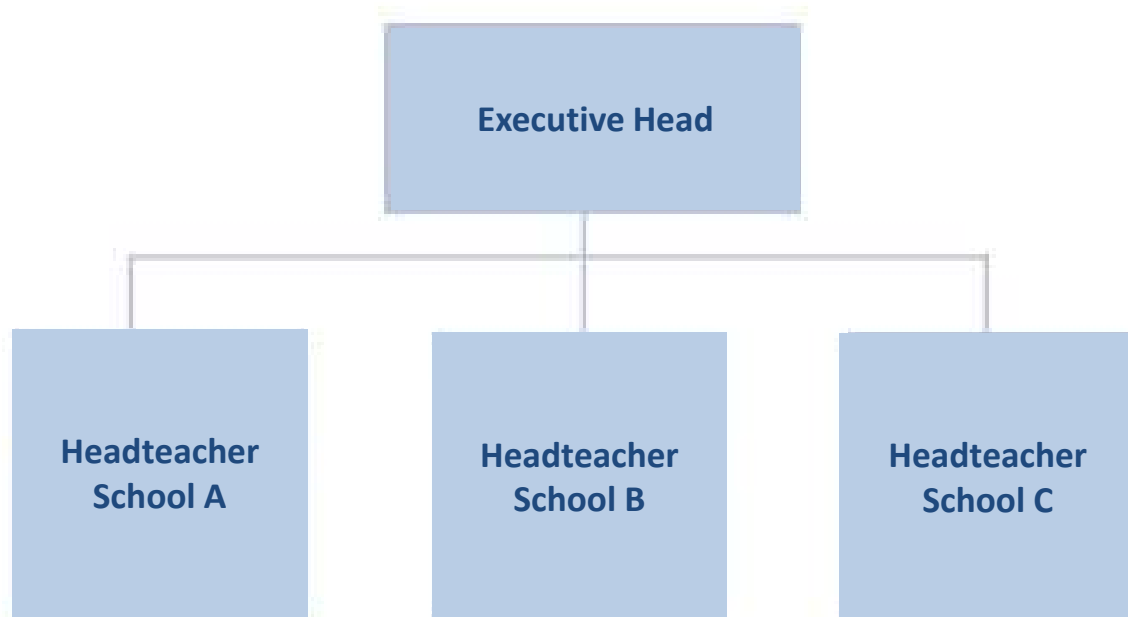 Executive Head
Headteacher
School A
Headteacher
School B
Headteacher
School C